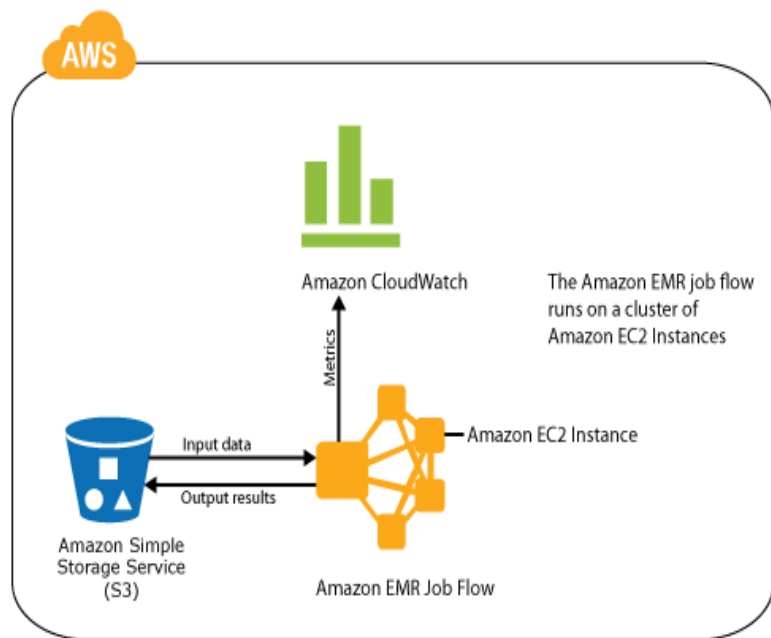 AWS
Amazon CloudWatch
The Amazon EMR job flow
runs on a cluster of
Amazon EC2 Instances
Metrics
Amazon EC2 Instance
Input data
Output results
Amazon Simple
Storage Service
(S3)
Amazon EMR Job Flow